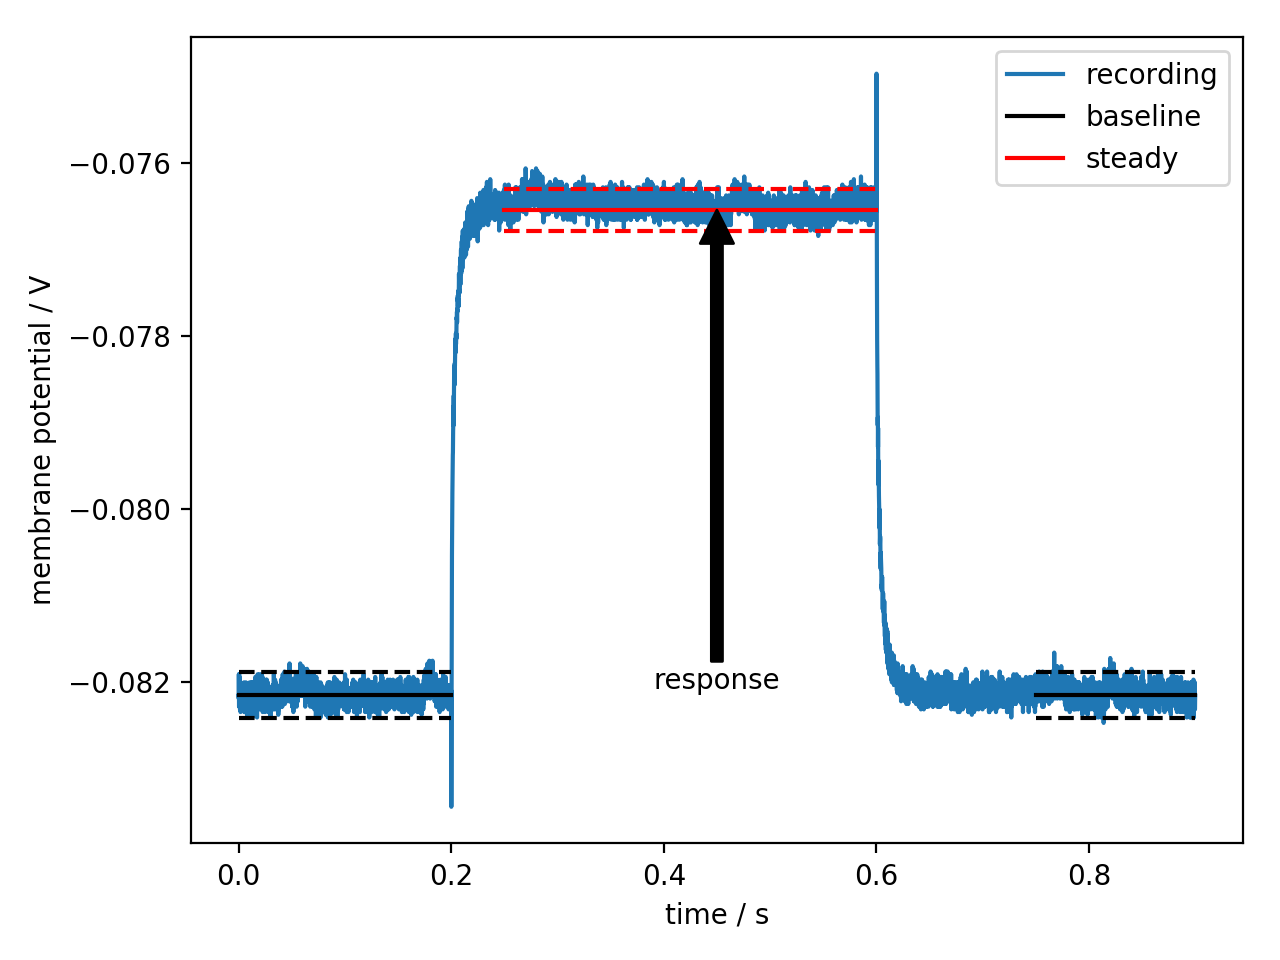 recording
baseline
steady
−0.076
−0.078
−0.080
−0.082
membrane potential / V
response
0.0 0.2 0.4 0.6 0.8
time / s